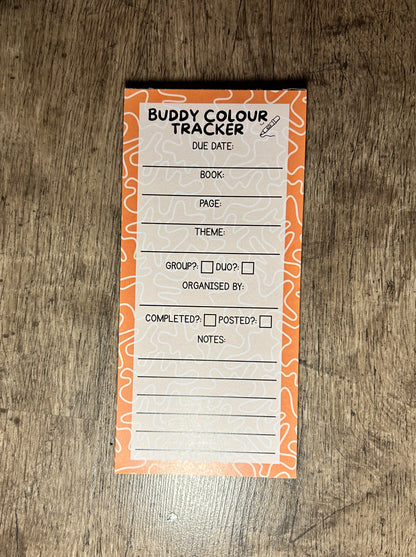 BUDDY COLOUR
TRACKER
DUE DATE:
BOOK:
PAGE:
THEME:
GROUP?: DUO?:
ORGANISED BY:
COMPLETED?: POSTED?:
NOTES: